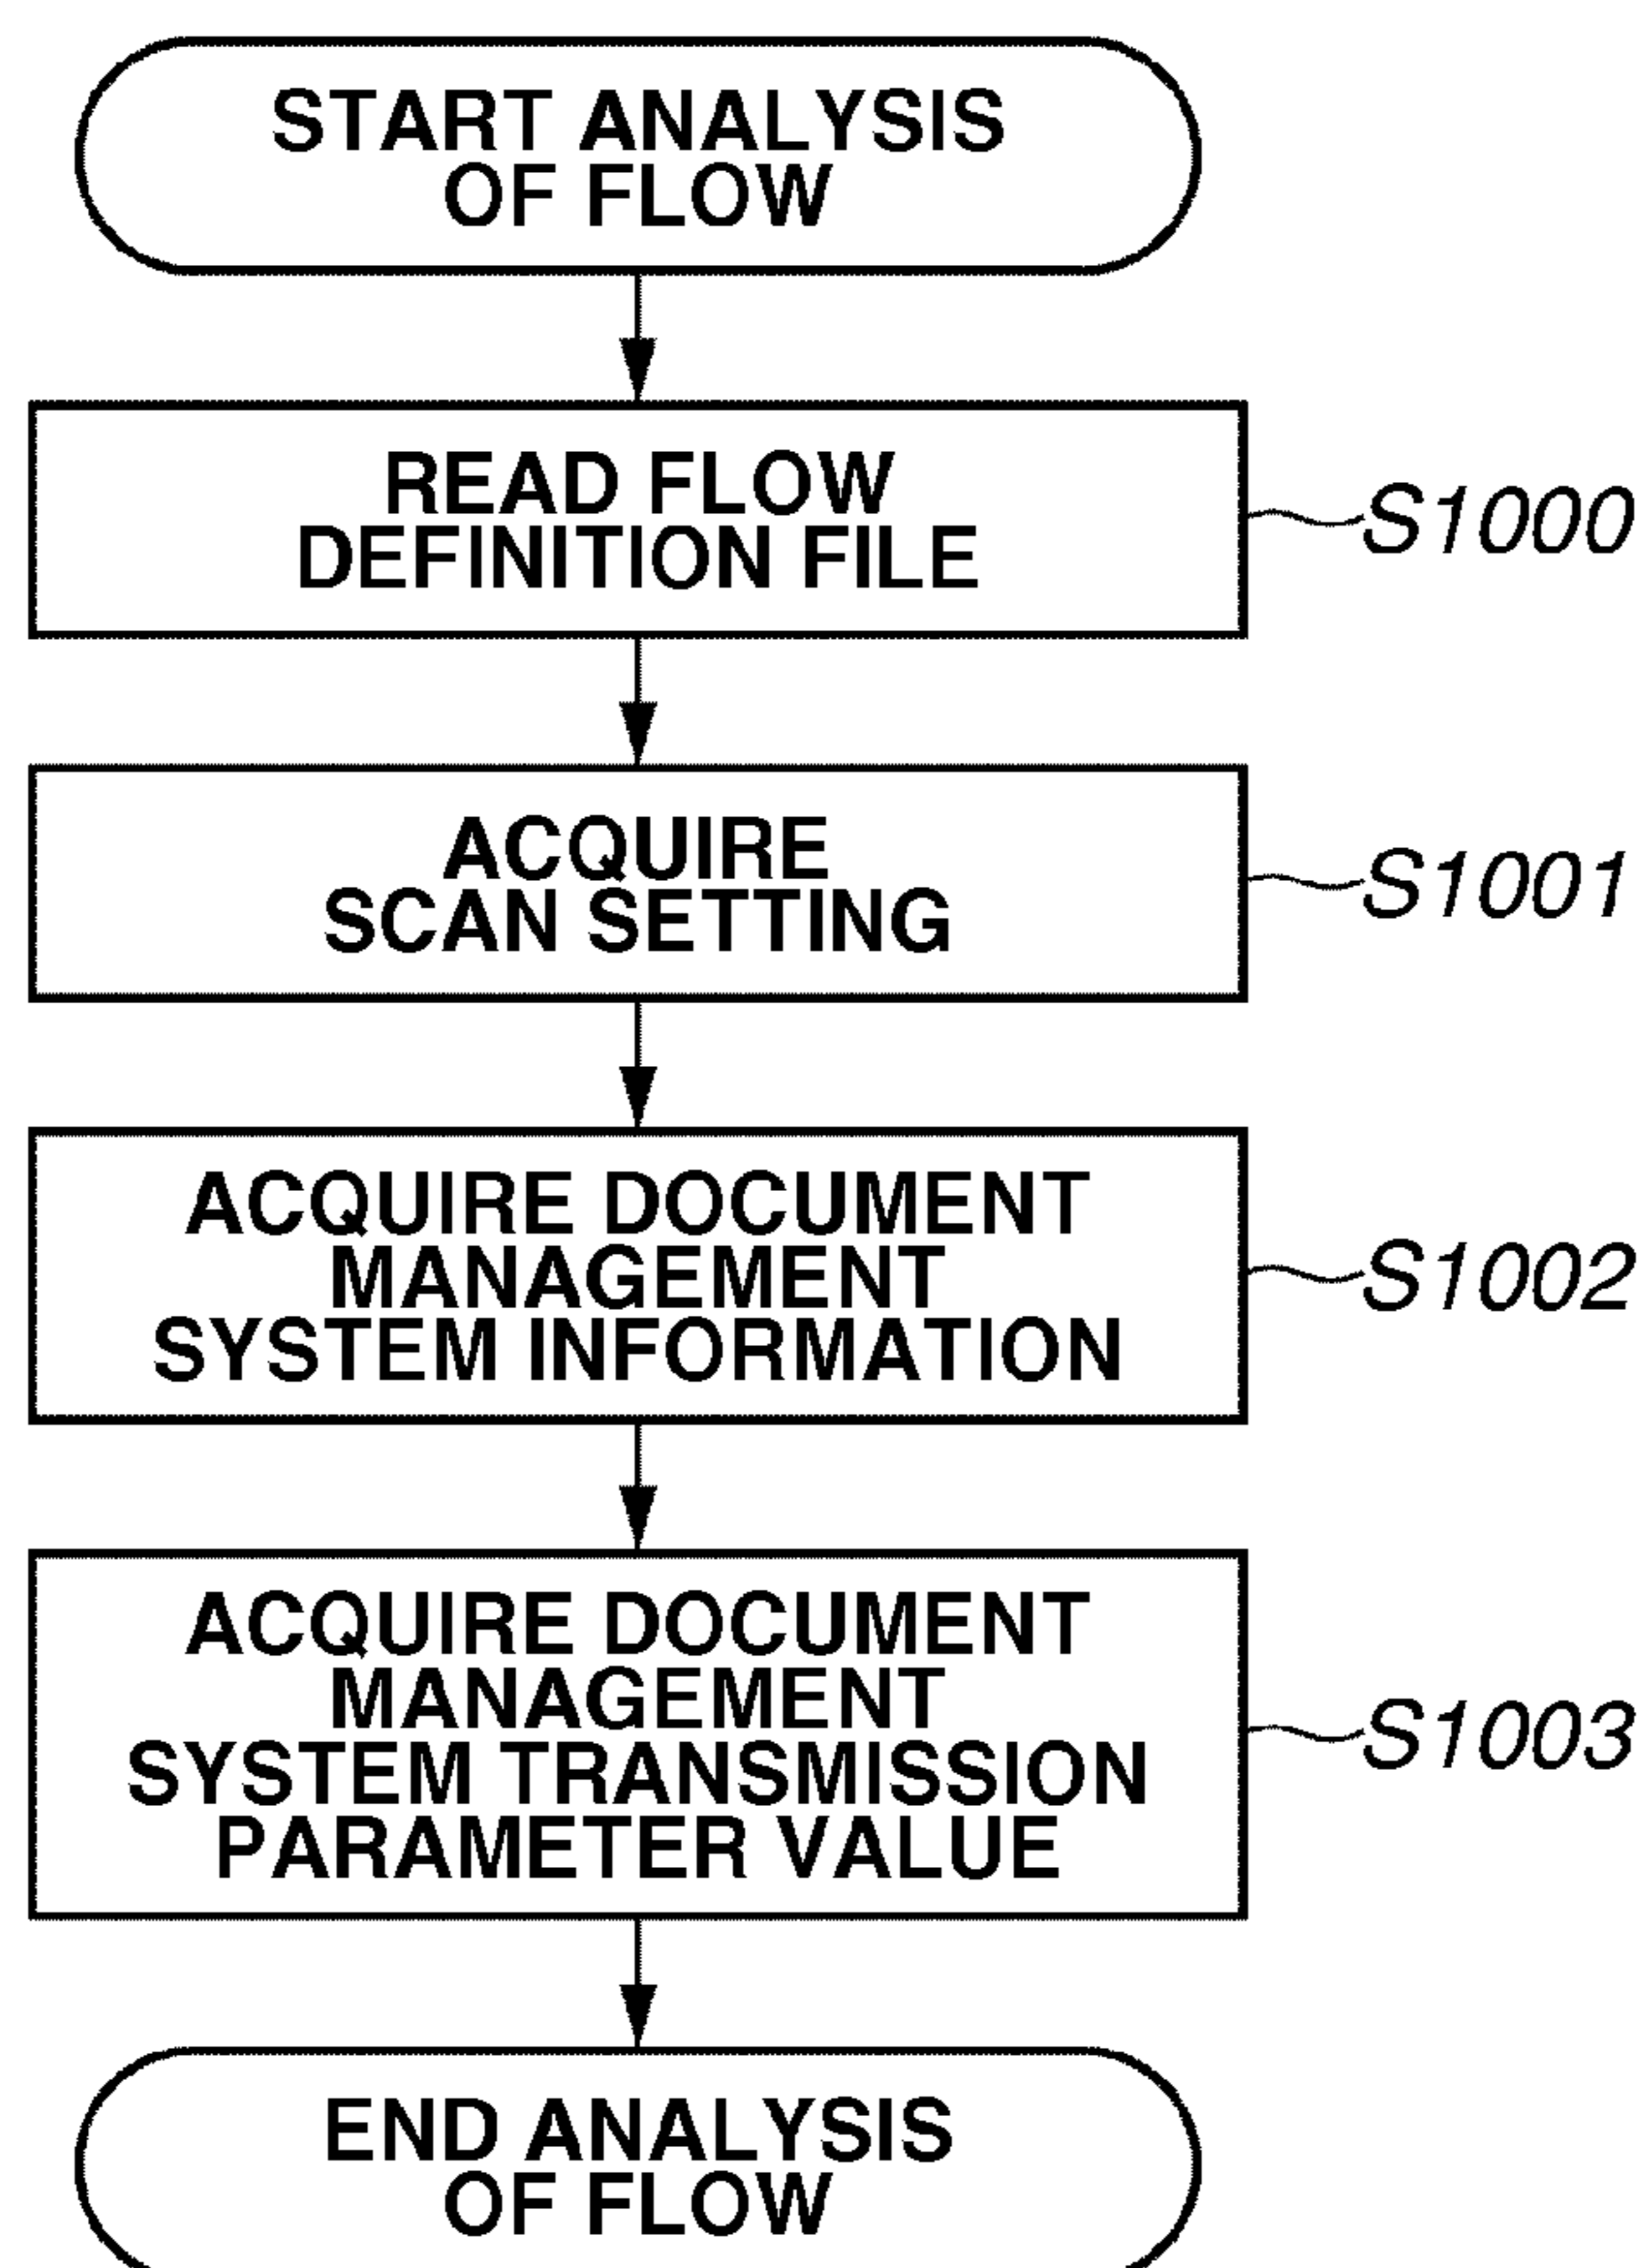 START ANALYSIS
OF FLOW
READ FLOW
DEFINITION FILE
S1000
ACQUIRE
SCAN SETTING
S1001
ACQUIRE DOCUMENT
MANAGEMENT
SYSTEM INFORMATION
S1002
ACQUIRE DOCUMENT
MANAGEMENT
SYSTEM TRANSMISSION
PARAMETER VALUE
S1003
END ANALYSIS
OF FLOW